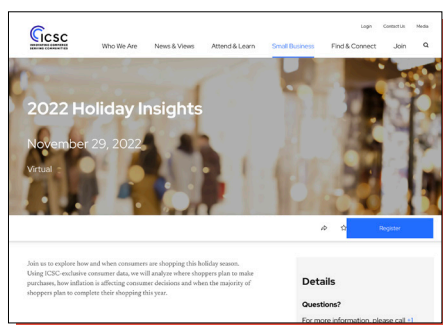 Login Contact Us Media
ICSC
INNOVATING COMMERCE
SERVING COMMUNITIES
Who We Are News & Views Attend & Learn Small Business Find & Connect Join
2022 Holiday Insights
November 29, 2022
Virtual
Register
Join us to explore how and when consumers are shopping this holiday season.
Using ICSC-exclusive consumer data, we will analyze where shoppers plan to make
purchases, how inflation is affecting consumer decisions and when the majority of
shoppers plan to complete their shopping this year.
Details
Questions?
For more information, please call +1